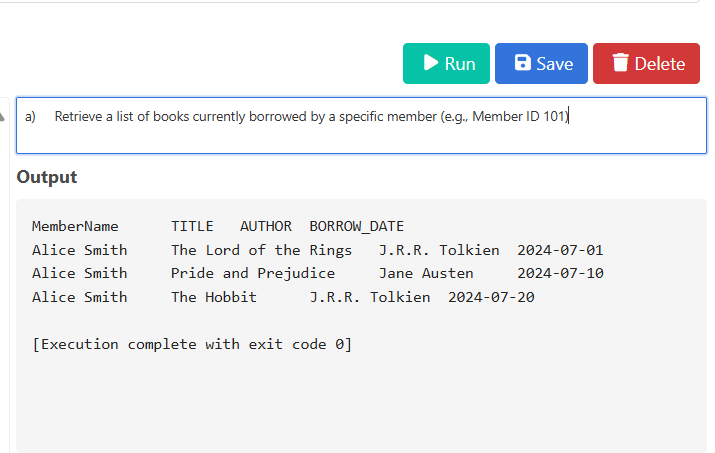 Run Save Delete
a) Retrieve a list of books currently borrowed by a specific member (e.g., Member ID 101)
Output
MemberName TITLE AUTHOR BORROW_DATE
Alice Smith The Lord of the Rings J.R.R. Tolkien 2024-07-01
Alice Smith Pride and Prejudice Jane Austen 2024-07-10
Alice Smith The Hobbit J.R.R. Tolkien 2024-07-20
[Execution complete with exit code 0]